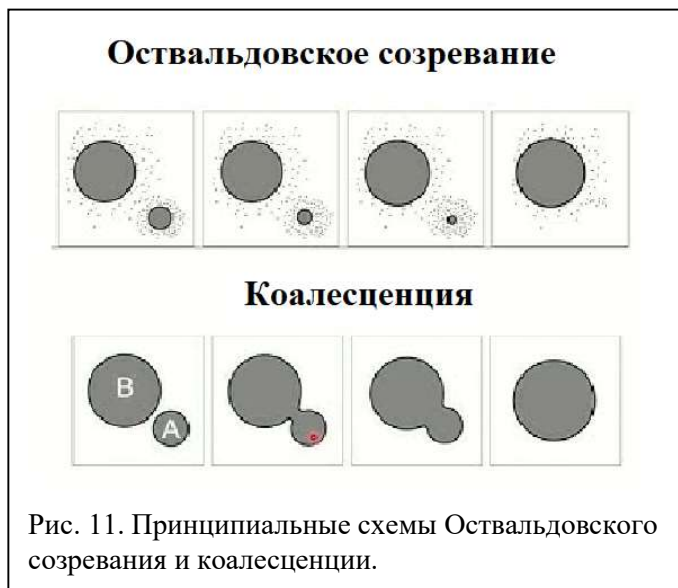 Оствальдовское созревание
Коалесценция
B
A
Рис. 11. Принципиальные схемы Оствальдовского
созревания и коалесценции.